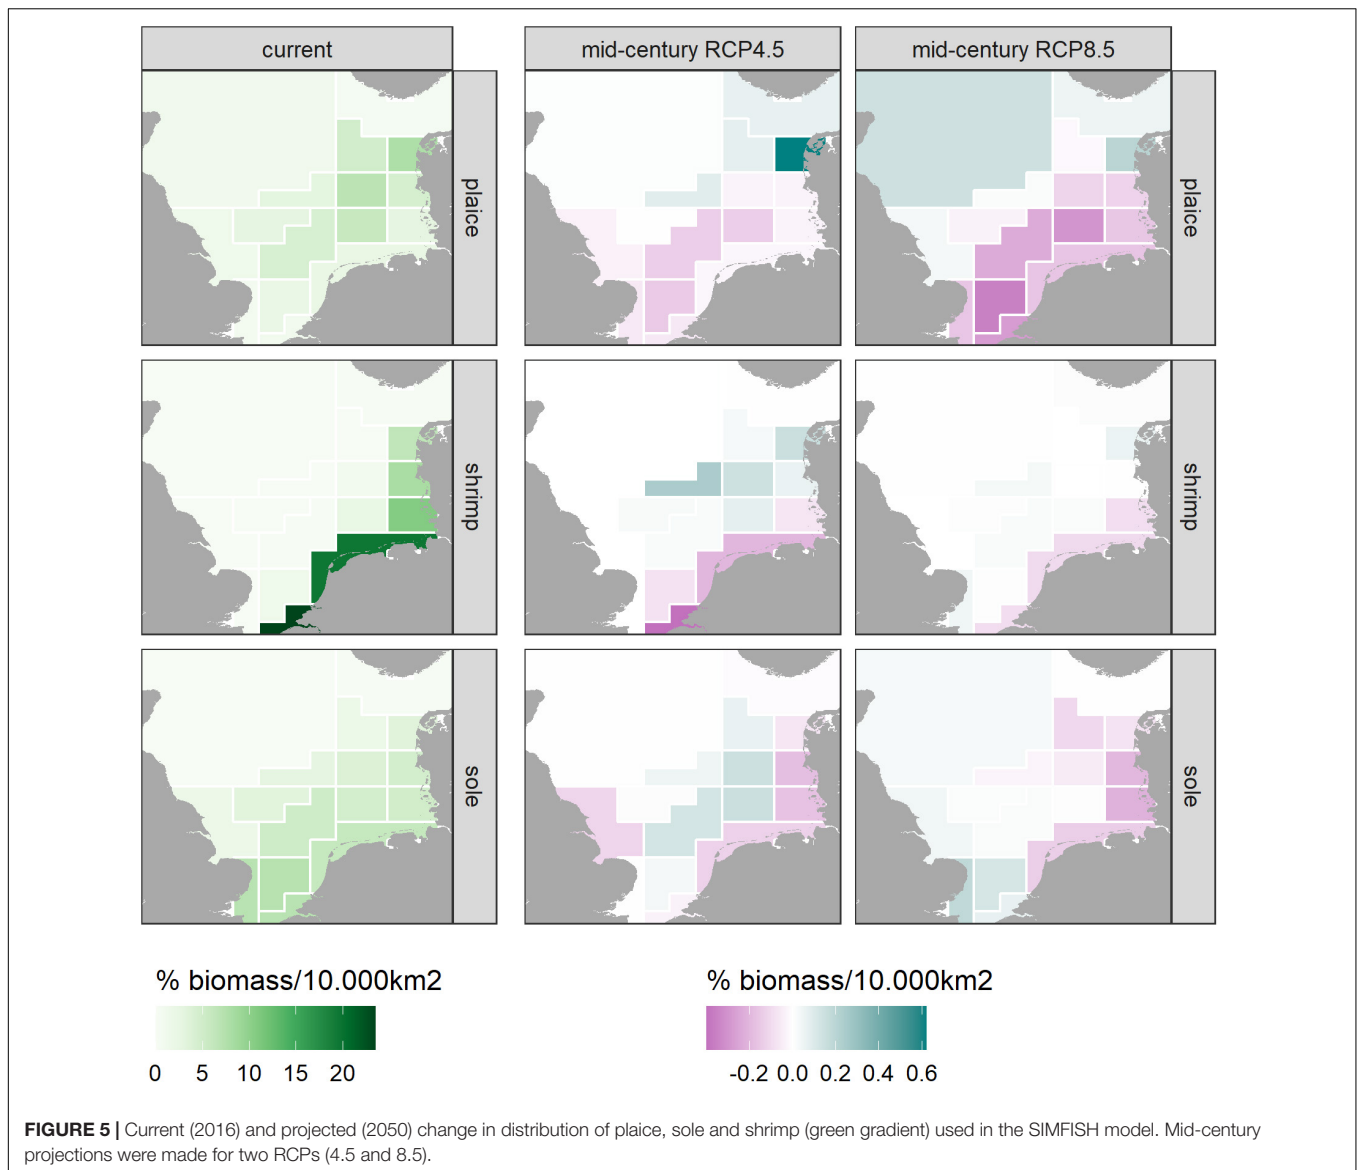 current
mid-century RCP4.5
mid-century RCP8.5
plaice
plaice
shrimp
shrimp
sole
sole
% biomass/10.000km2
0 5 10 15 20
% biomass/10.000km2
-0.2 0.0 0.2 0.4 0.6
FIGURE 5 | Current (2016) and projected (2050) change in distribution of plaice, sole and shrimp (green gradient) used in the SIMFISH model. Mid-century
projections were made for two RCPs (4.5 and 8.5).